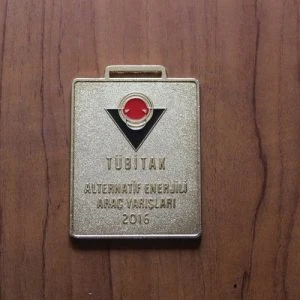 TÜBİTAK
ALTERNATİF ENERJİLİ
ARAÇ YARIŞLARI
2016